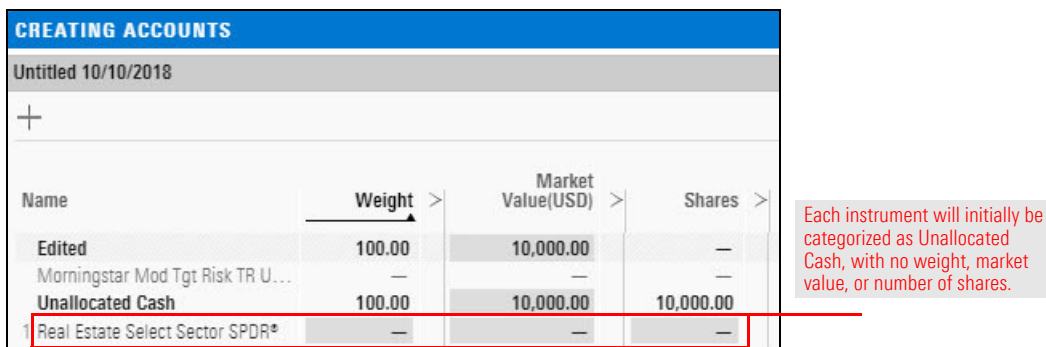 CREATING ACCOUNTS
Untitled 10/10/2018
+
Market
Name Weight > Value(USD) > Shares >
Edited 100.00 10,000.00 —
Morningstar Mod Tgt Risk TR U... — — —
Unallocated Cash 100.00 10,000.00 10,000.00
1 Real Estate Select Sector SPDR® — — —
Each instrument will initially be
categorized as Unallocated
Cash, with no weight, market
value, or number of shares.